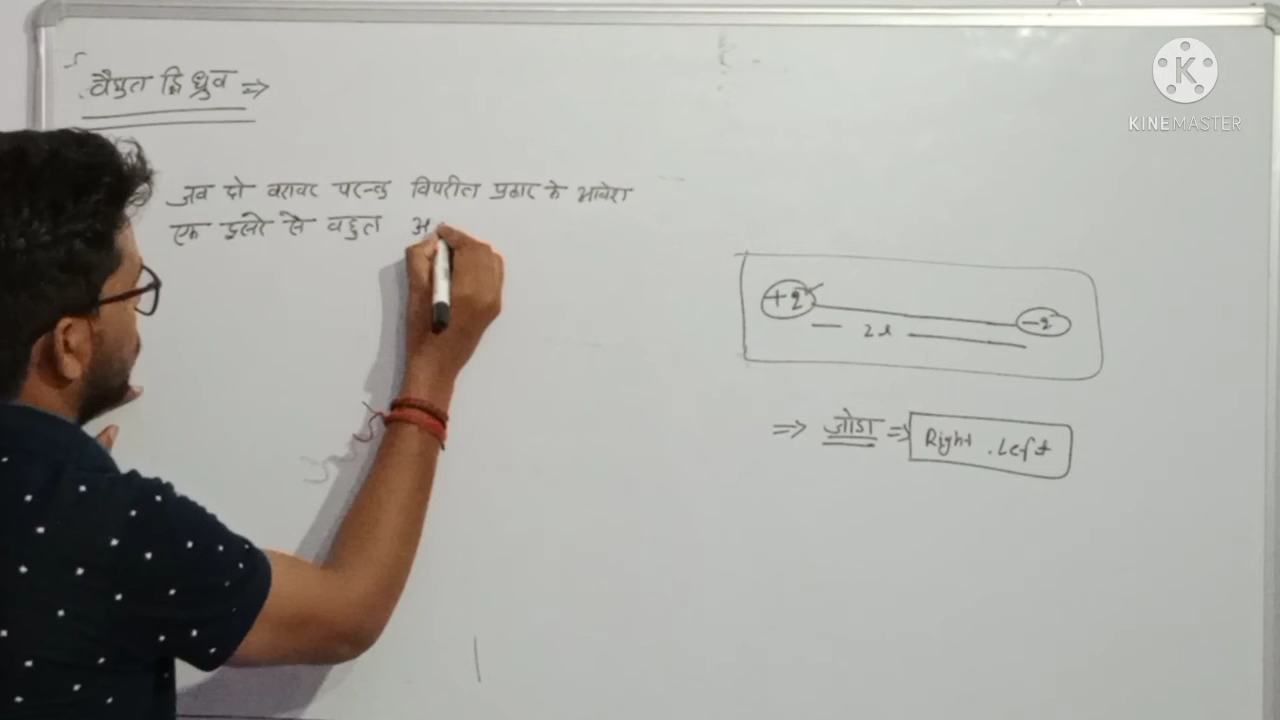 वैद्युत द्विध्रुव ⇒
जब दो बराबर परन्तु विपरीत प्रकार के आवेश
एक दूसरे से बहुत अ
+q
-q
2l
⇒ जोडा ⇒ Right . Left
KINEMASTER